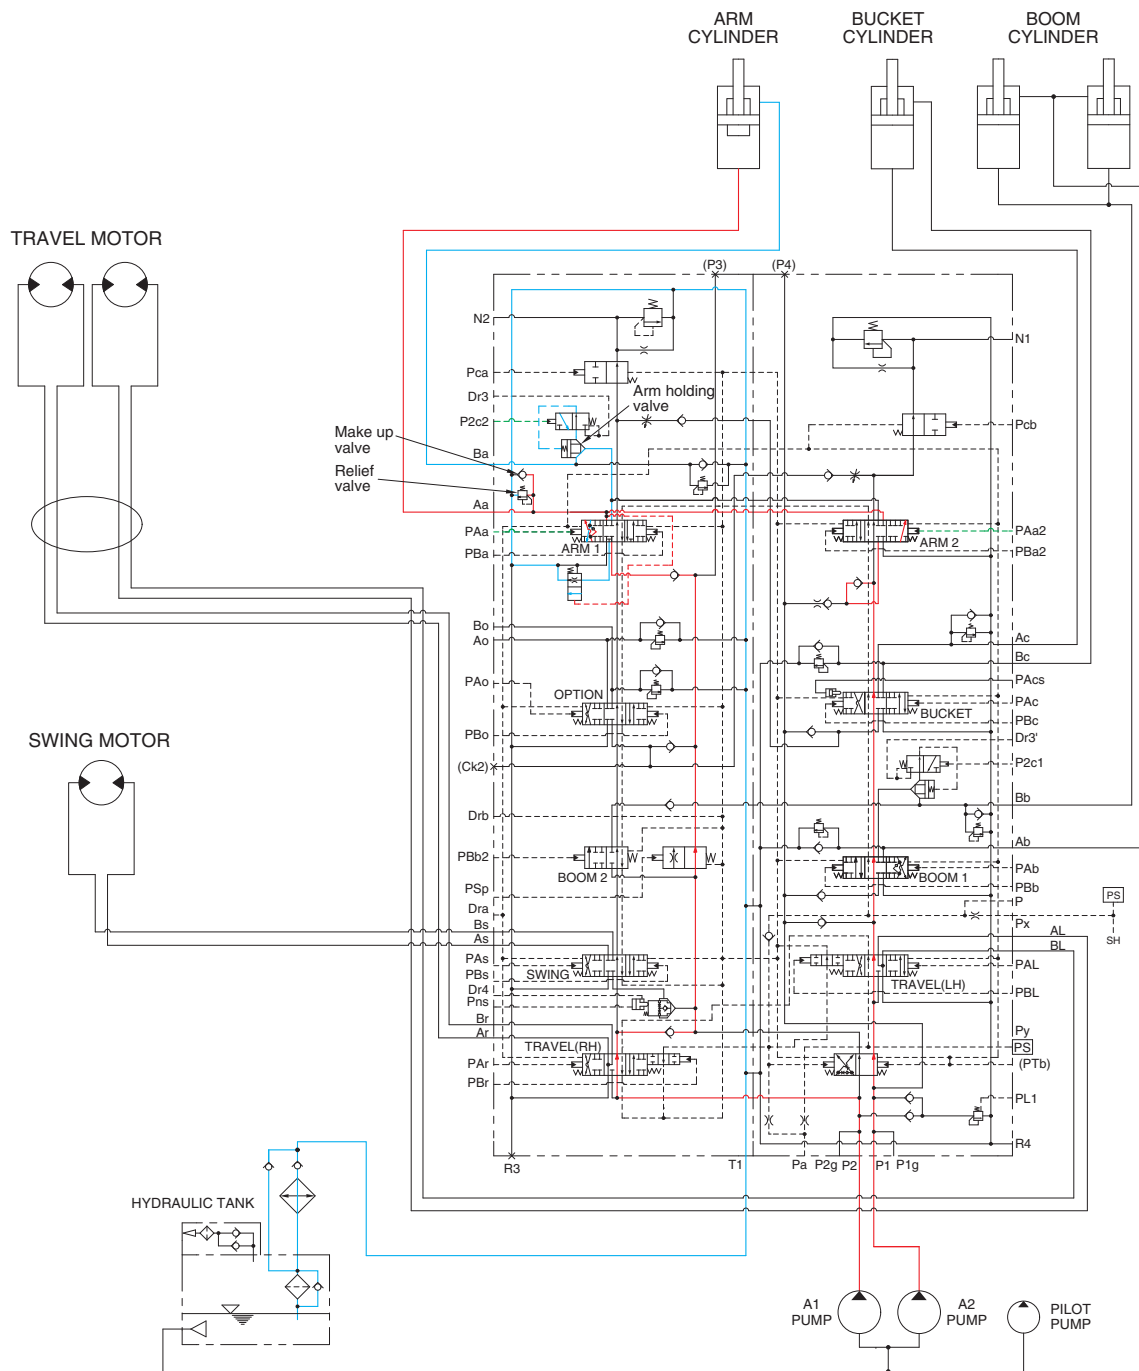 ARM
CYLINDER
BUCKET
CYLINDER
BOOM
CYLINDER
TRAVEL MOTOR
(P3)
(P4)
N2
N1
Pca
Dr3
Arm holding
valve
P2c2
Pcb
Make up
valve
Ba
Relief
valve
Aa
PAa
ARM 1
PBa
ARM 2
PAa2
PBa2
Bo
Ao
Ac
Bc
PAo
OPTION
PAcs
PAc
BUCKET
PBc
PBo
Dr3'
SWING MOTOR
(Ck2)
P2c1
Bb
Drb
Ab
PBb2
BOOM 2
BOOM 1
PAb
PBb
PSp
P
PS
Dra
Px
Bs
AL
SH
As
BL
PAs
PAL
PBs
SWING
TRAVEL(LH)
Dr4
PBL
Pns
Br
Ar
Py
TRAVEL(RH)
PS
PAr
(PTb)
PBr
PL1
R4
R3
T1
Pa
P2g
P2
P1
P1g
HYDRAULIC TANK
A1
PUMP
A2
PUMP
PILOT
PUMP